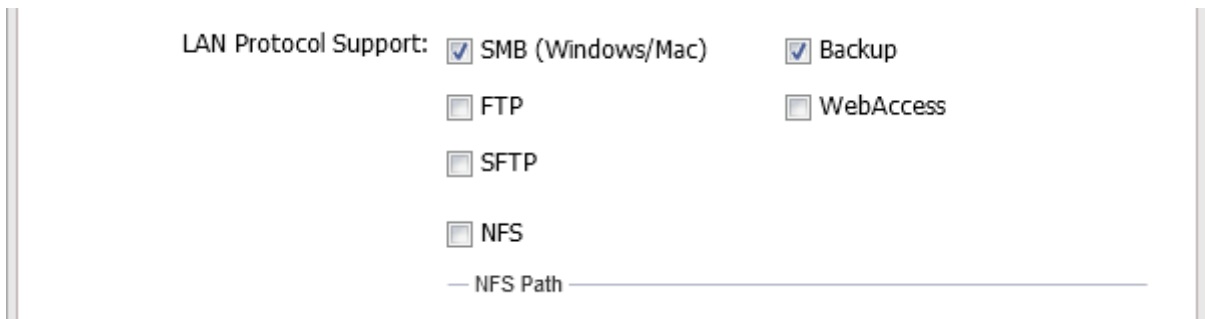 LAN Protocol Support: SMB (Windows/Mac) Backup
FTP WebAccess
SFTP
NFS
NFS Path